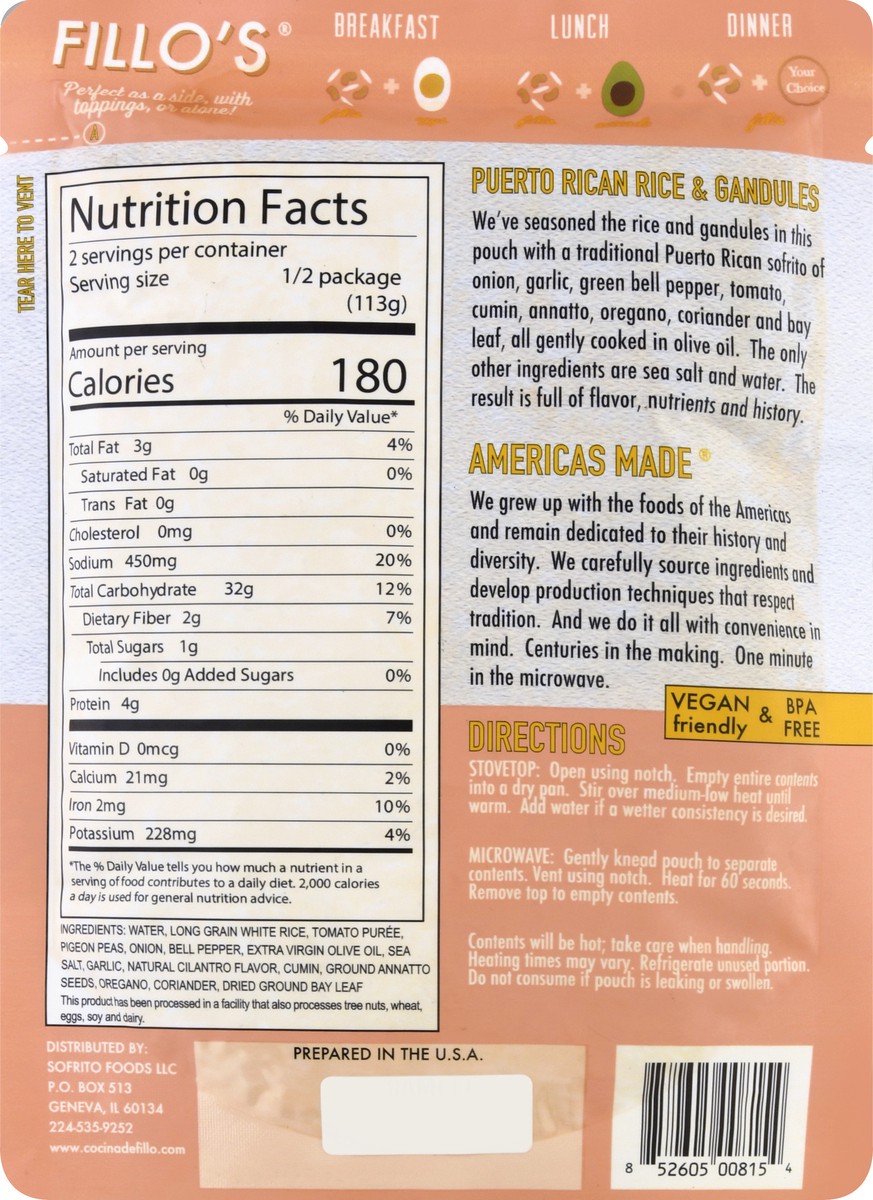 FILLO'S®
Perfect as a side, with
toppings, or alone!
A
BREAKFAST
LUNCH
DINNER
+
+
+
Your
Choice
TEAR HERE TO VENT
Nutrition Facts
2 servings per container
Serving size 1/2 package
(113g)
Amount per serving
Calories 180
% Daily Value*
Total Fat 3g 4%
Saturated Fat 0g 0%
Trans Fat 0g
Cholesterol 0mg 0%
Sodium 450mg 20%
Total Carbohydrate 32g 12%
Dietary Fiber 2g 7%
Total Sugars 1g
Includes 0g Added Sugars 0%
Protein 4g
Vitamin D 0mcg 0%
Calcium 21mg 2%
Iron 2mg 10%
Potassium 228mg 4%
*The % Daily Value tells you how much a nutrient in a
serving of food contributes to a daily diet. 2,000 calories
a day is used for general nutrition advice.
INGREDIENTS: WATER, LONG GRAIN WHITE RICE, TOMATO PURÉE,
PIGEON PEAS, ONION, BELL PEPPER, EXTRA VIRGIN OLIVE OIL, SEA
SALT, GARLIC, NATURAL CILANTRO FLAVOR, CUMIN, GROUND ANNATTO
SEEDS, OREGANO, CORIANDER, DRIED GROUND BAY LEAF
This product has been processed in a facility that also processes tree nuts, wheat,
eggs, soy and dairy.
PUERTO RICAN RICE & GANDULES
We've seasoned the rice and gandules in this
pouch with a traditional Puerto Rican sofrito of
onion, garlic, green bell pepper, tomato,
cumin, annatto, oregano, coriander and bay
leaf, all gently cooked in olive oil. The only
other ingredients are sea salt and water. The
result is full of flavor, nutrients and history.
AMERICAS MADE®
We grew up with the foods of the Americas
and remain dedicated to their history and
diversity. We carefully source ingredients and
develop production techniques that respect
tradition. And we do it all with convenience in
mind. Centuries in the making. One minute
in the microwave.
VEGAN friendly & BPA FREE
DIRECTIONS
STOVETOP: Open using notch. Empty entire contents
into a dry pan. Stir over medium-low heat until
warm. Add water if a wetter consistency is desired.
MICROWAVE: Gently knead pouch to separate
contents. Vent using notch. Heat for 60 seconds.
Remove top to empty contents.
Contents will be hot; take care when handling.
Heating times may vary. Refrigerate unused portion.
Do not consume if pouch is leaking or swollen.
DISTRIBUTED BY:
SOFRITO FOODS LLC
P.O. BOX 513
GENEVA, IL 60134
224-535-9252
www.cocinadefillo.com
PREPARED IN THE U.S.A.
8 52605 00815 4